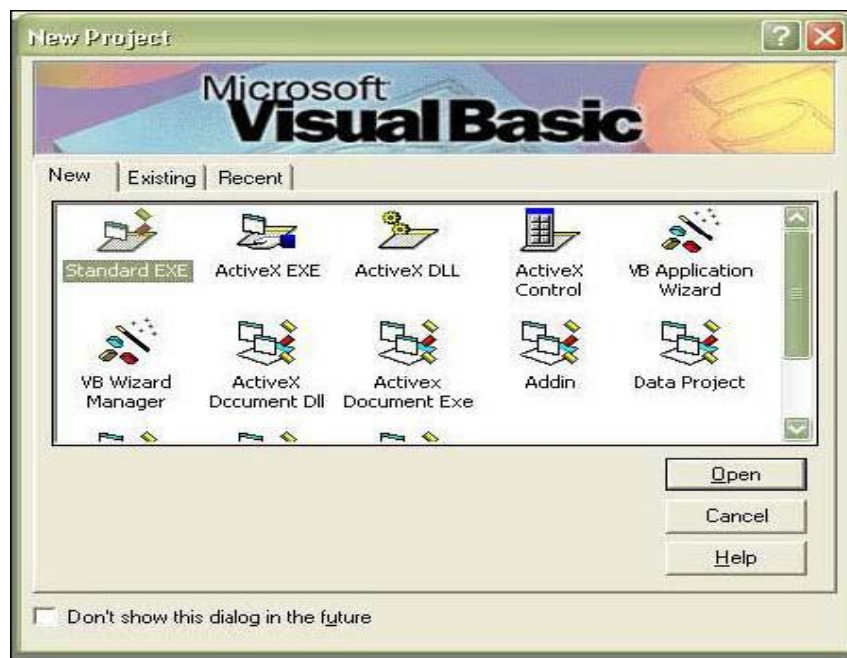 New Project
Microsoft
Visual Basic
New Existing Recent
Standard EXE ActiveX EXE ActiveX DLL ActiveX Control VB Application Wizard
VB Wizard Manager ActiveX Document Dll Activex Document Exe Addin Data Project
Open
Cancel
Help
Don't show this dialog in the future